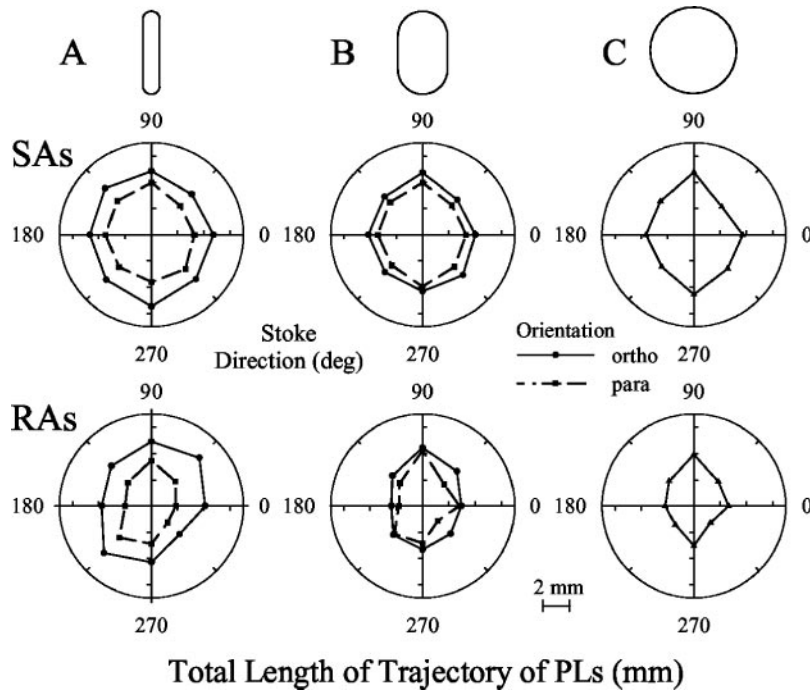 A B C
SAs
90 90 90
180 0 180 0 180 0
270 270 270
Stoke
Direction (deg)
Orientation
ortho
para
RAs
90 90 90
180 0 180 0 180 0
270 270 270
2 mm
Total Length of Trajectory of PLs (mm)